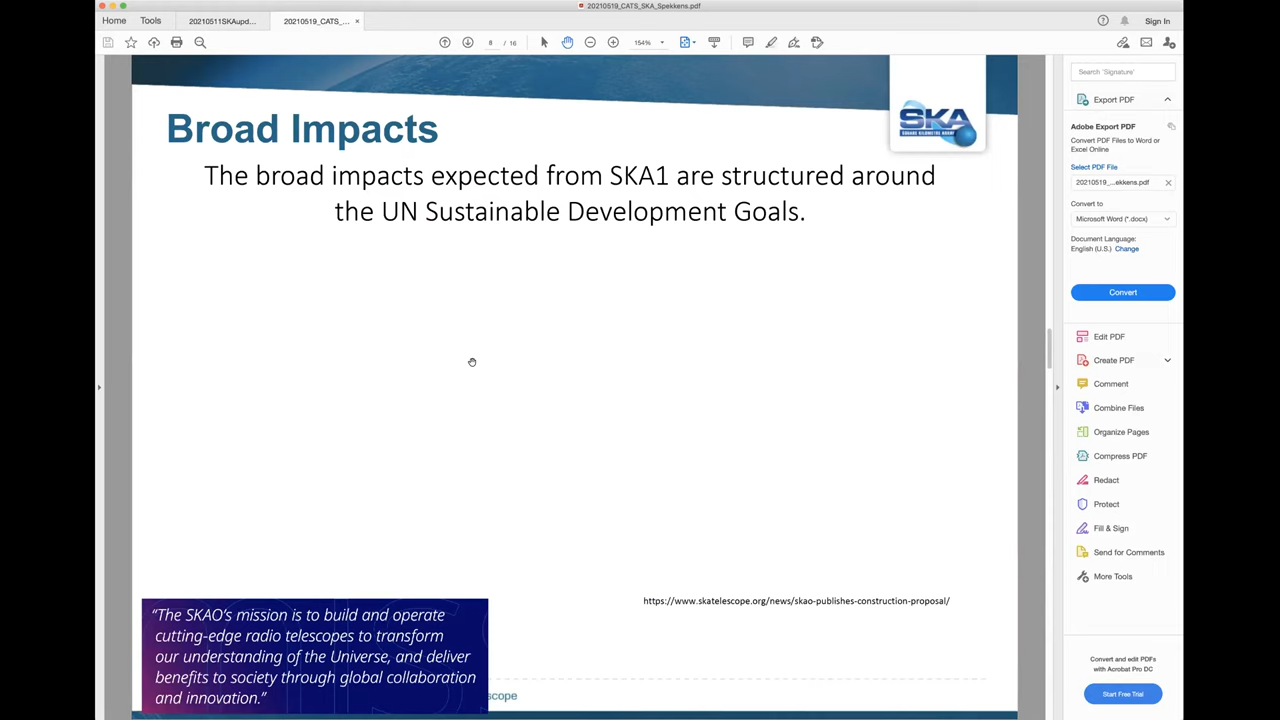 20210519_CATS_SKA_Spekkens.pdf
Home
Tools
20210511SKAupd...
20210519_CATS_...
Sign In
8 / 16
154%
Search 'Signature'
Export PDF
Adobe Export PDF
Convert PDF Files to Word or
Excel Online
Select PDF File
20210519_...ekkens.pdf
Convert to
Microsoft Word (*.docx)
Document Language:
English (U.S.) Change
Convert
Edit PDF
Create PDF
Comment
Combine Files
Organize Pages
Compress PDF
Redact
Protect
Fill & Sign
Send for Comments
More Tools
Convert and edit PDFs
with Acrobat Pro DC
Start Free Trial
Broad Impacts
SKA
SQUARE KILOMETRE ARRAY
The broad impacts expected from SKA1 are structured around
the UN Sustainable Development Goals.
https://www.skatelescope.org/news/skao-publishes-construction-proposal/
“The SKAO’s mission is to build and operate
cutting-edge radio telescopes to transform
our understanding of the Universe, and deliver
benefits to society through global collaboration
and innovation.”
scope